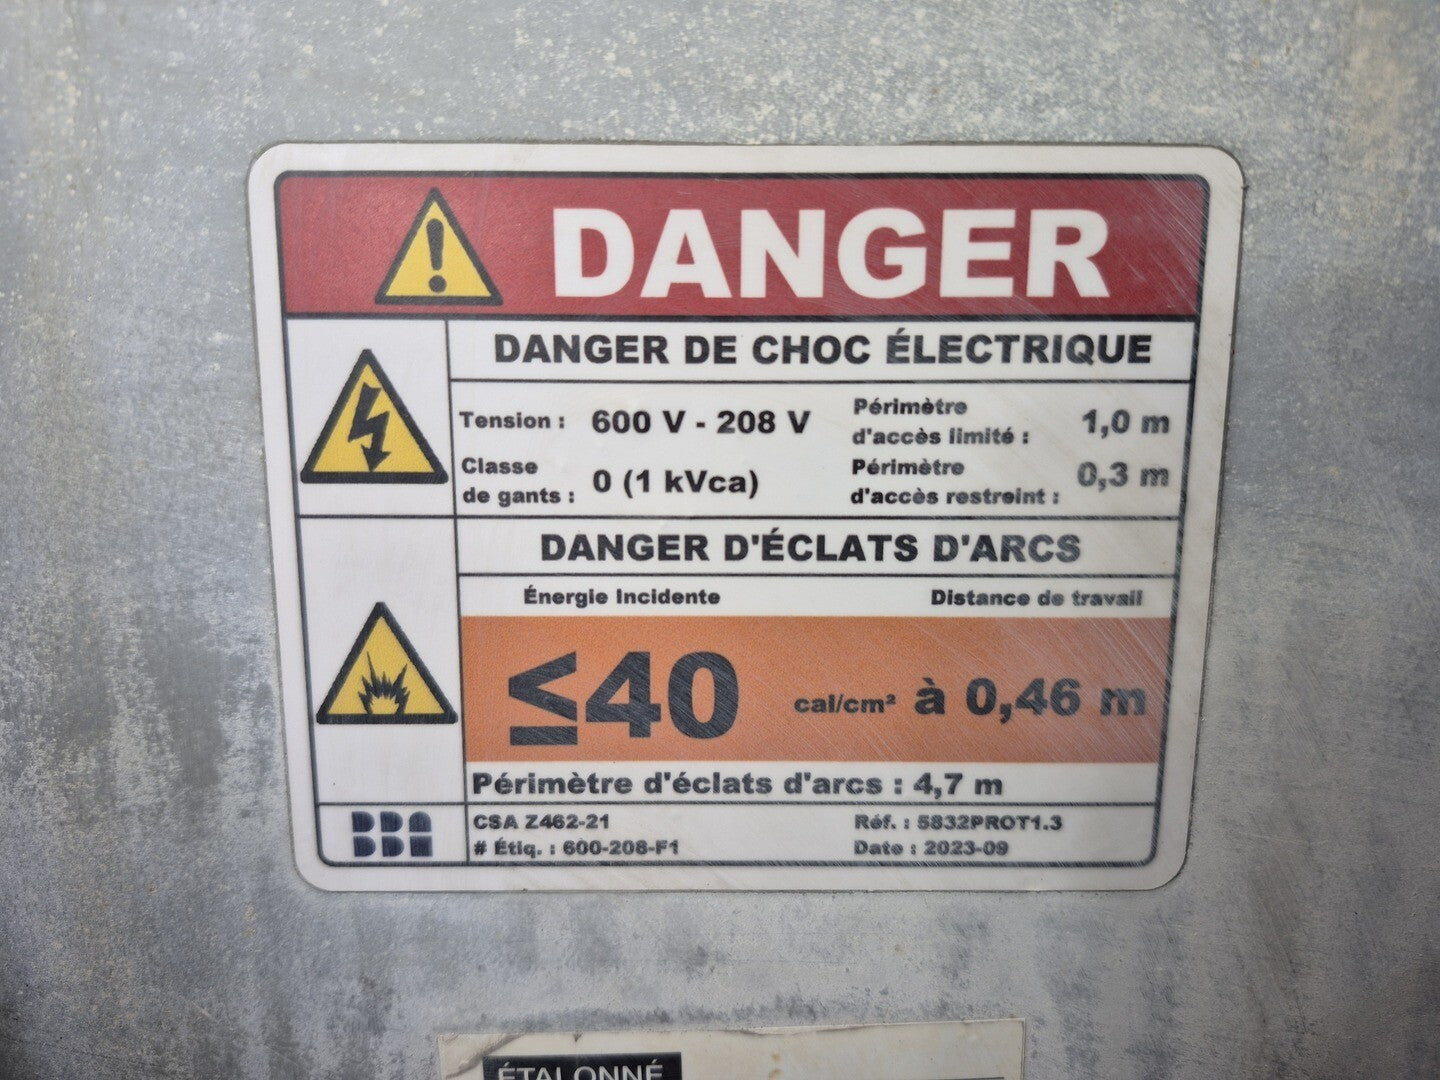 DANGER
DANGER DE CHOC ÉLECTRIQUE
Tension : 600 V - 208 V
Périmètre d'accès limité : 1,0 m
Classe de gants : 0 (1 kVca)
Périmètre d'accès restreint : 0,3 m
DANGER D'ÉCLATS D'ARCS
Énergie Incidente Distance de travail
≤40 cal/cm² à 0,46 m
Périmètre d'éclats d'arcs : 4,7 m
BBA
CSA Z462-21 Réf. : 5832PROT1.3
# Étiq. : 600-208-F1 Date : 2023-09
ÉTALONNÉ